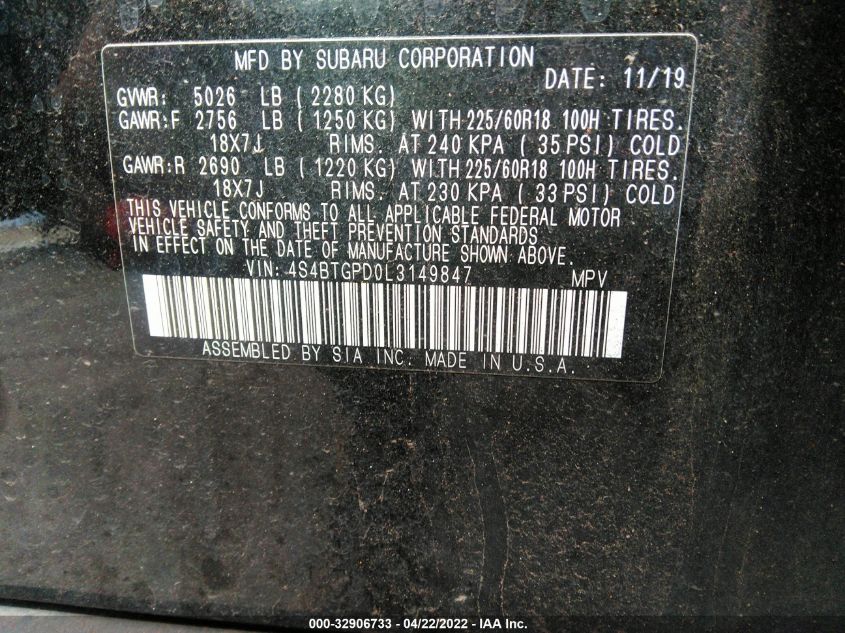 MFD BY SUBARU CORPORATION
DATE: 11/19
GVWR: 5026 LB (2280 KG)
GAWR:F 2756 LB (1250 KG) WITH 225/60R18 100H TIRES.
18X7J RIMS. AT 240 KPA (35 PSI) COLD
GAWR:R 2690 LB (1220 KG) WITH 225/60R18 100H TIRES.
18X7J RIMS. AT 230 KPA (33 PSI) COLD
THIS VEHICLE CONFORMS TO ALL APPLICABLE FEDERAL MOTOR
VEHICLE SAFETY AND THEFT PREVENTION STANDARDS
IN EFFECT ON THE DATE OF MANUFACTURE SHOWN ABOVE.
VIN: 4S4BTGPD0L3149847 MPV
ASSEMBLED BY SIA INC. MADE IN U.S.A.
000-32906733 - 04/22/2022 - IAA Inc.